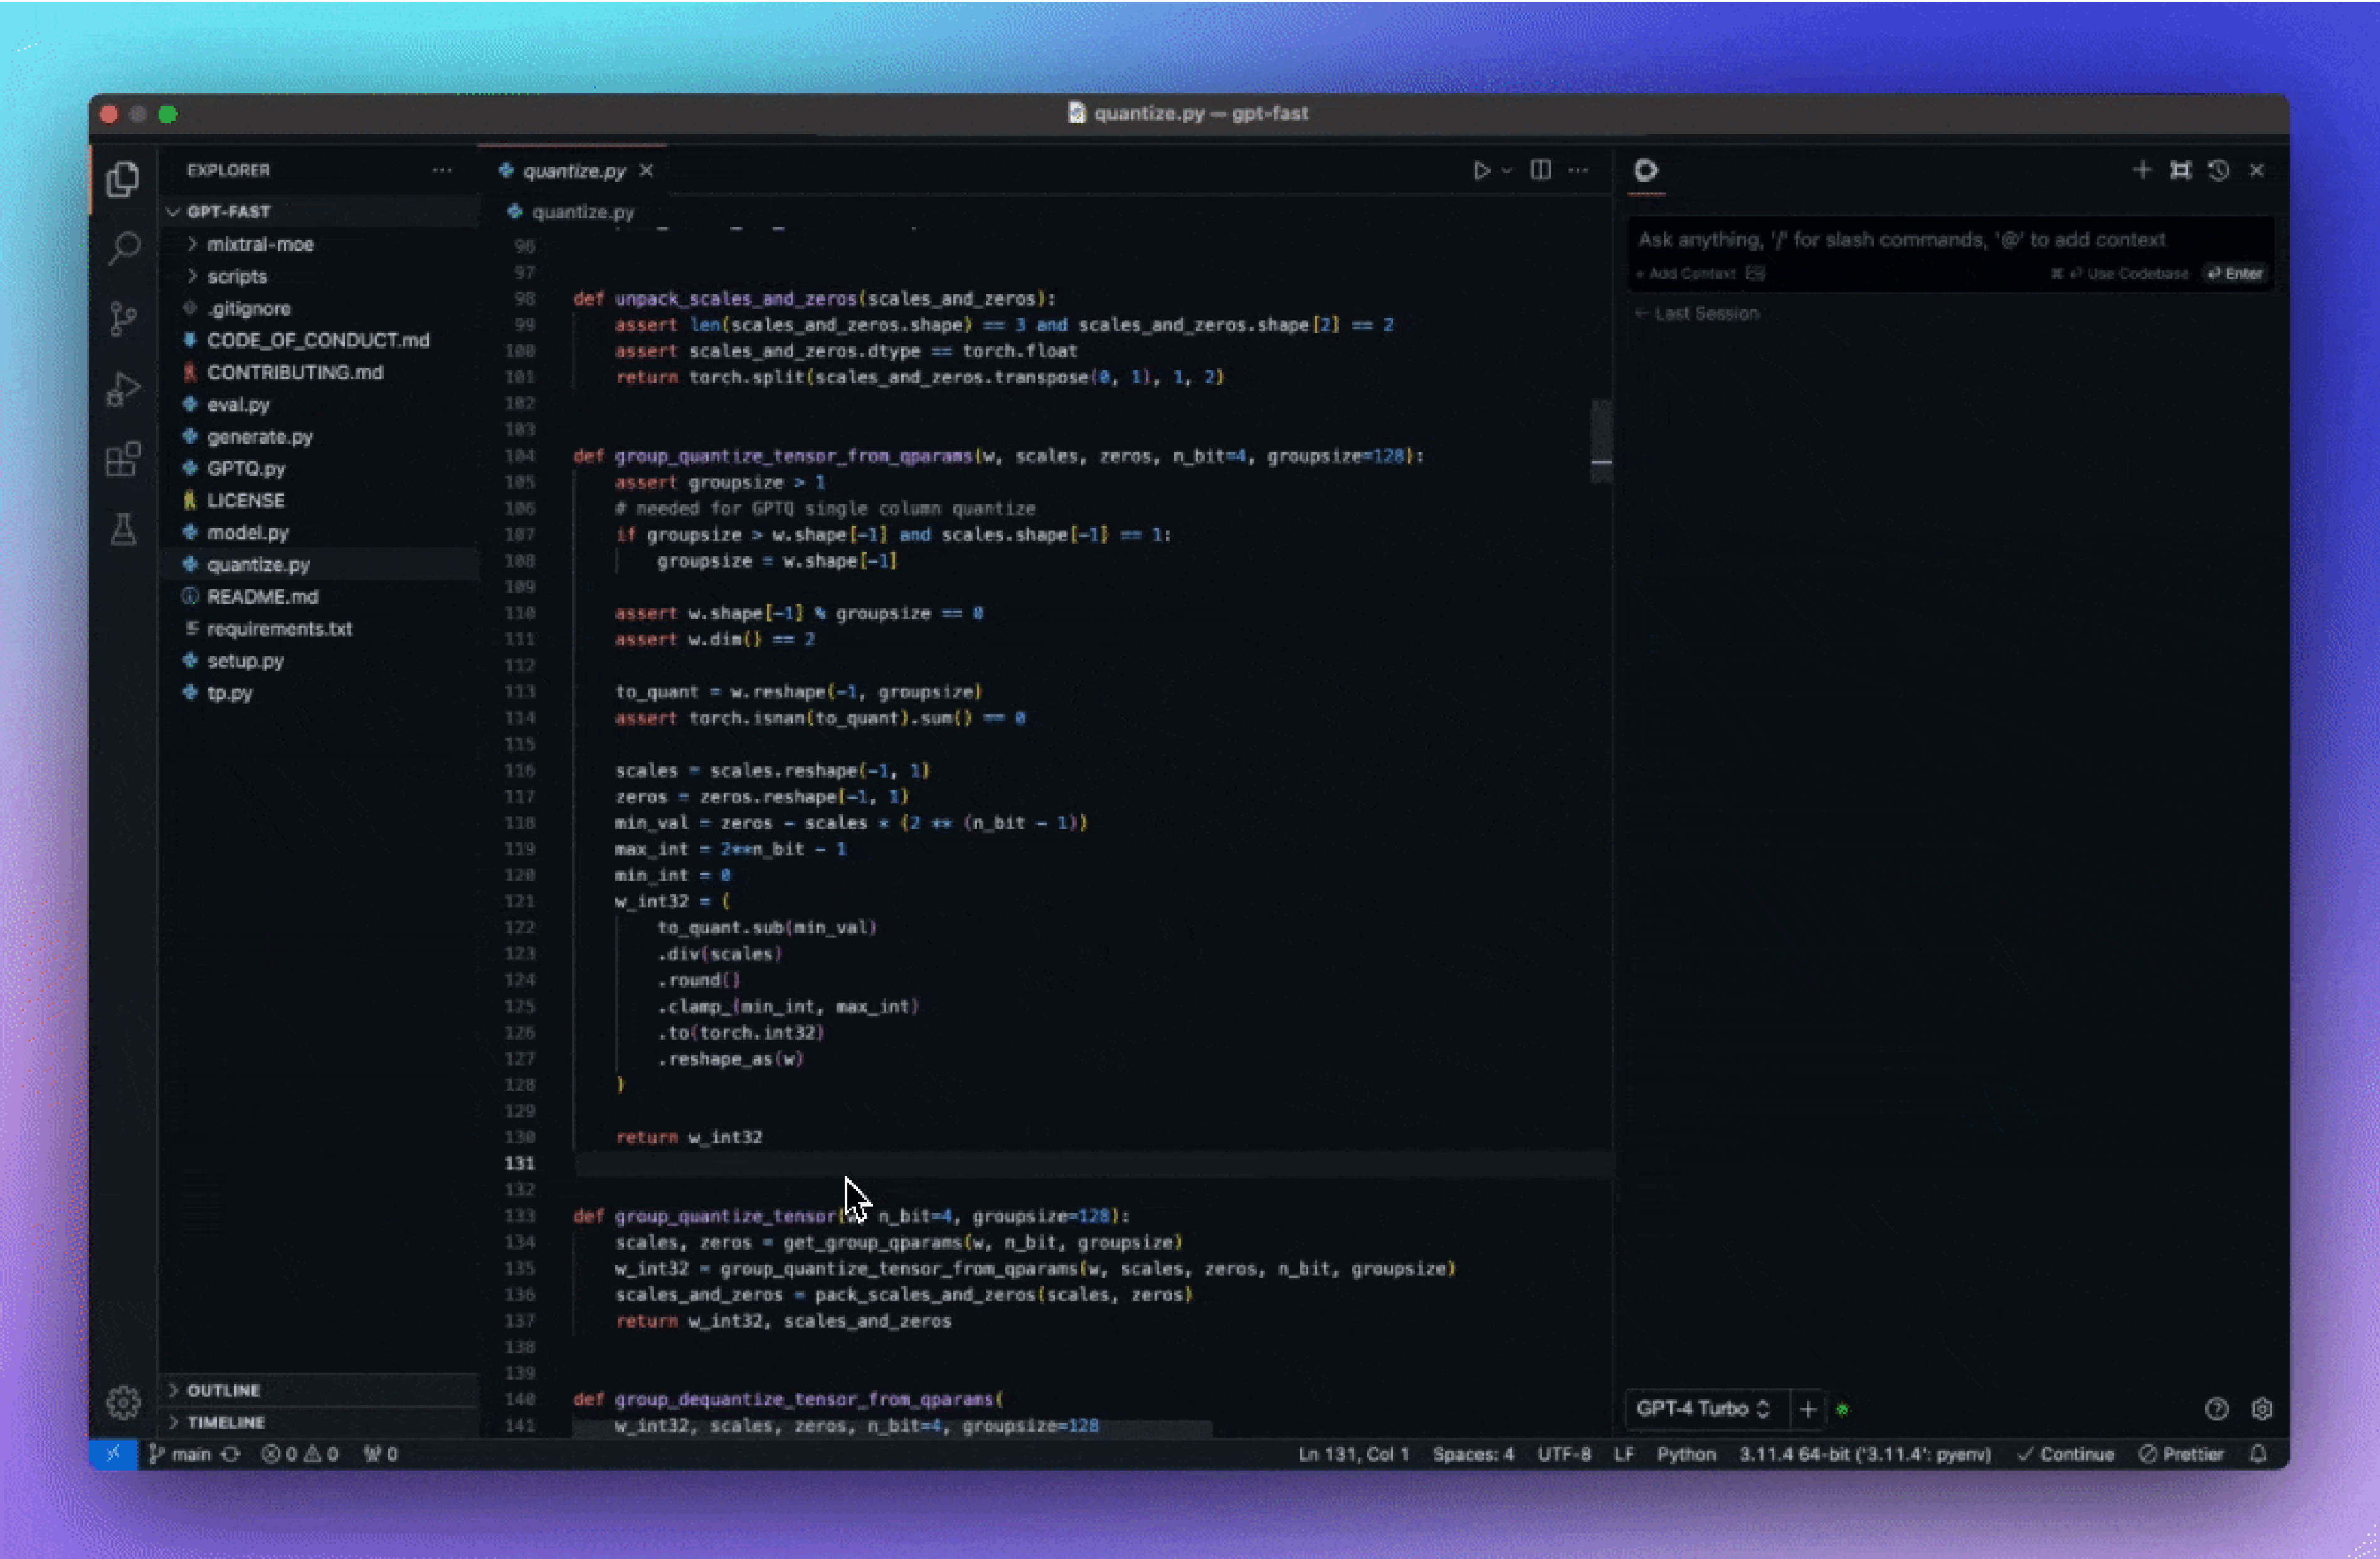 quantize.py — gpt-fast
EXPLORER
GPT-FAST
mixtral-moe
scripts
.gitignore
CODE_OF_CONDUCT.md
CONTRIBUTING.md
eval.py
generate.py
GPTQ.py
LICENSE
model.py
quantize.py
README.md
requirements.txt
setup.py
tp.py
OUTLINE
TIMELINE
quantize.py
quantize.py
96
97
98 def unpack_scales_and_zeros(scales_and_zeros):
99 assert len(scales_and_zeros.shape) == 3 and scales_and_zeros.shape[2] == 2
100 assert scales_and_zeros.dtype == torch.float
101 return torch.split(scales_and_zeros.transpose(0, 1), 1, 2)
102
103
104 def group_quantize_tensor_from_qparams(w, scales, zeros, n_bit=4, groupsize=128):
105 assert groupsize > 1
106 # needed for GPTQ single column quantize
107 if groupsize > w.shape[-1] and scales.shape[-1] == 1:
108 groupsize = w.shape[-1]
109
110 assert w.shape[-1] % groupsize == 0
111 assert w.dim() == 2
112
113 to_quant = w.reshape(-1, groupsize)
114 assert torch.isnan(to_quant).sum() == 0
115
116 scales = scales.reshape(-1, 1)
117 zeros = zeros.reshape(-1, 1)
118 min_val = zeros - scales * (2 ** (n_bit - 1))
119 max_int = 2**n_bit - 1
120 min_int = 0
121 w_int32 = (
122 to_quant.sub(min_val)
123 .div(scales)
124 .round()
125 .clamp_(min_int, max_int)
126 .to(torch.int32)
127 .reshape_as(w)
128 )
129
130 return w_int32
131
132
133 def group_quantize_tensor( n_bit=4, groupsize=128):
134 scales, zeros = get_group_qparams(w, n_bit, groupsize)
135 w_int32 = group_quantize_tensor_from_qparams(w, scales, zeros, n_bit, groupsize)
136 scales_and_zeros = pack_scales_and_zeros(scales, zeros)
137 return w_int32, scales_and_zeros
138
139
140 def group_dequantize_tensor_from_qparams(
141 w_int32, scales, zeros, n_bit=4, groupsize=128
Ask anything, '/' for slash commands, '@' to add context
+ Add Context
⌘ ⏎ Use Codebase
⏎ Enter
← Last Session
GPT-4 Turbo
main
0 0
0
Ln 131, Col 1
Spaces: 4
UTF-8
LF
Python
3.11.4 64-bit ('3.11.4': pyenv)
✓ Continue
Prettier